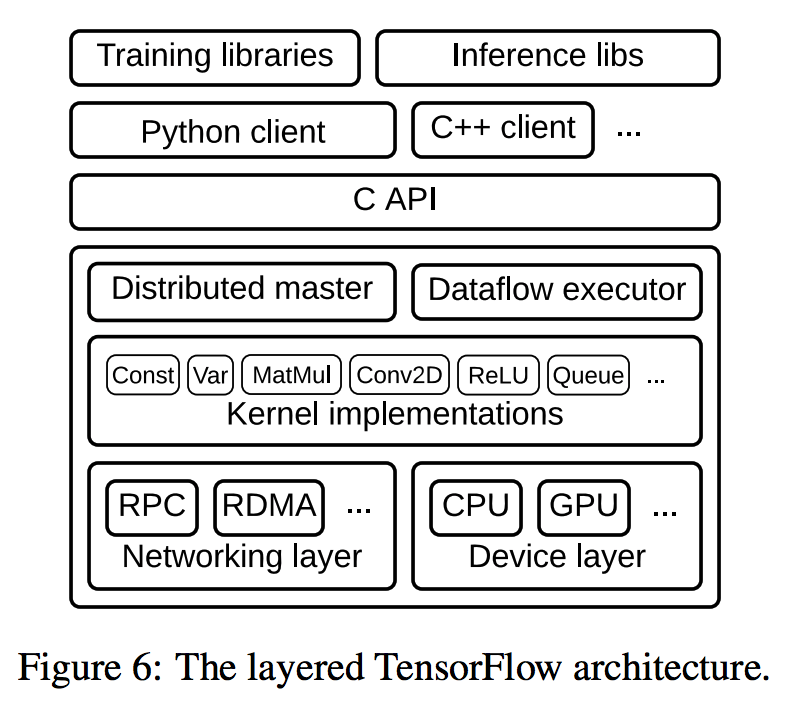 Training libraries Inference libs
Python client C++ client ...
C API
Distributed master Dataflow executor
Const Var MatMul Conv2D ReLU Queue ...
Kernel implementations
RPC RDMA ... CPU GPU ...
Networking layer Device layer
Figure 6: The layered TensorFlow architecture.